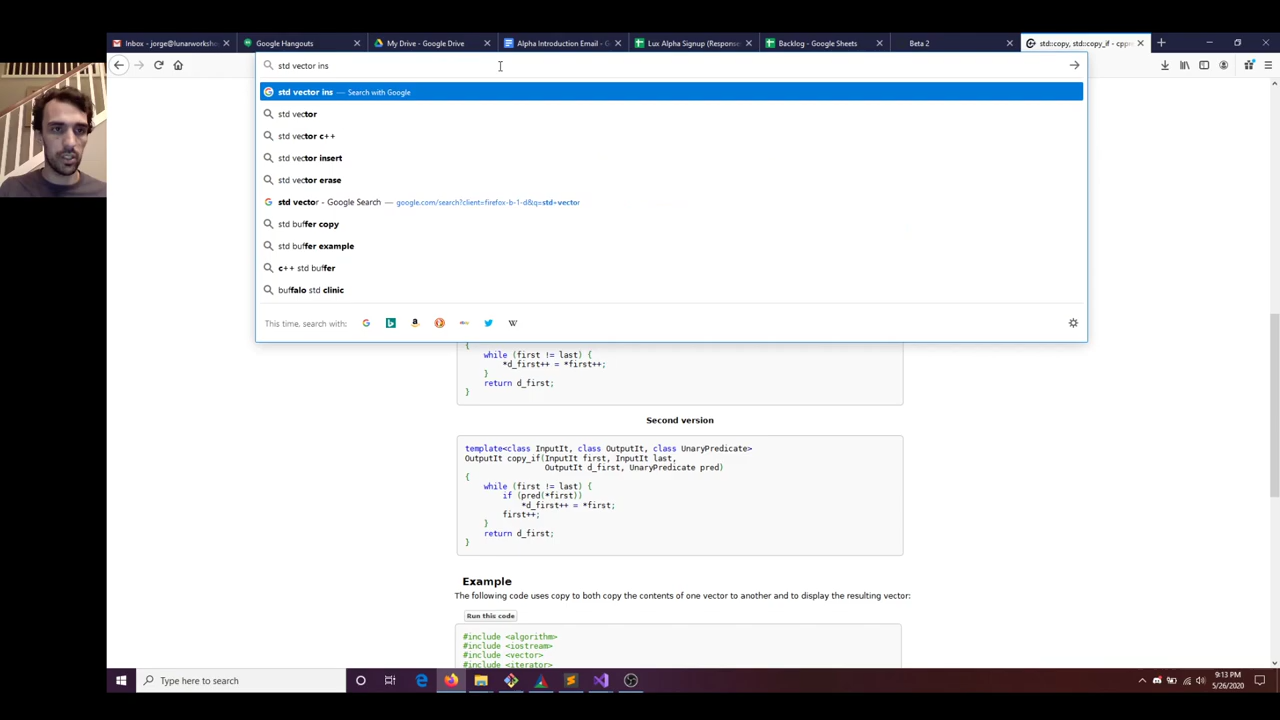 Inbox - jorge@lunarworksho
Google Hangouts
My Drive - Google Drive
Alpha Introduction Email - G
Lux Alpha Signup (Response
Backlog - Google Sheets
Beta 2
std::copy, std::copy_if - cppre
std vector ins
std vector ins — Search with Google
std vector
std vector c++
std vector insert
std vector erase
std vector - Google Search — google.com/search?client=firefox-b-1-d&q=std+vector
std buffer copy
std buffer example
c++ std buffer
buffalo std clinic
This time, search with:
{
while (first != last) {
*d_first++ = *first++;
}
return d_first;
}
Second version
template<class InputIt, class OutputIt, class UnaryPredicate>
OutputIt copy_if(InputIt first, InputIt last,
OutputIt d_first, UnaryPredicate pred)
{
while (first != last) {
if (pred(*first))
*d_first++ = *first;
first++;
}
return d_first;
}
Example
The following code uses copy to both copy the contents of one vector to another and to display the resulting vector:
Run this code
#include <algorithm>
#include <iostream>
#include <vector>
#include <iterator>
Type here to search
9:13 PM
5/26/2020